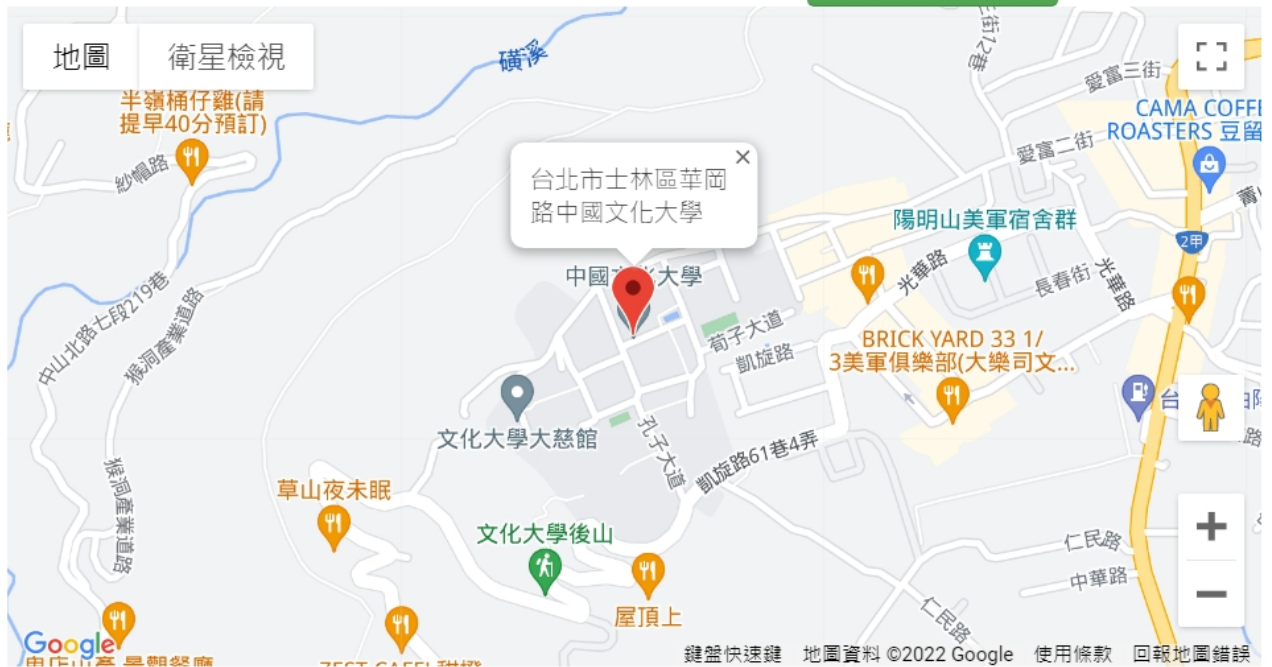 地圖
衛星檢視
磺溪
街12巷
愛富三街
半嶺桶仔雞(請
提早40分預訂)
CAMA COFFE
ROASTERS 豆留
愛富二街
紗帽路
台北市士林區華岡
路中國文化大學
陽明山美軍宿舍群
2甲
光華路
長春街
光華路
中山北路七段219巷
猴洞產業道路
荀子大道
凱旋路
BRICK YARD 33 1/
3美軍俱樂部(大樂司文...
文化大學大慈館
孔子大道
凱旋路61巷4弄
猴洞產業道路
草山夜未眠
文化大學後山
仁民路
中華路
屋頂上
仁民路
Google
鍵盤快速鍵
地圖資料 ©2022 Google
使用條款
回報地圖錯誤